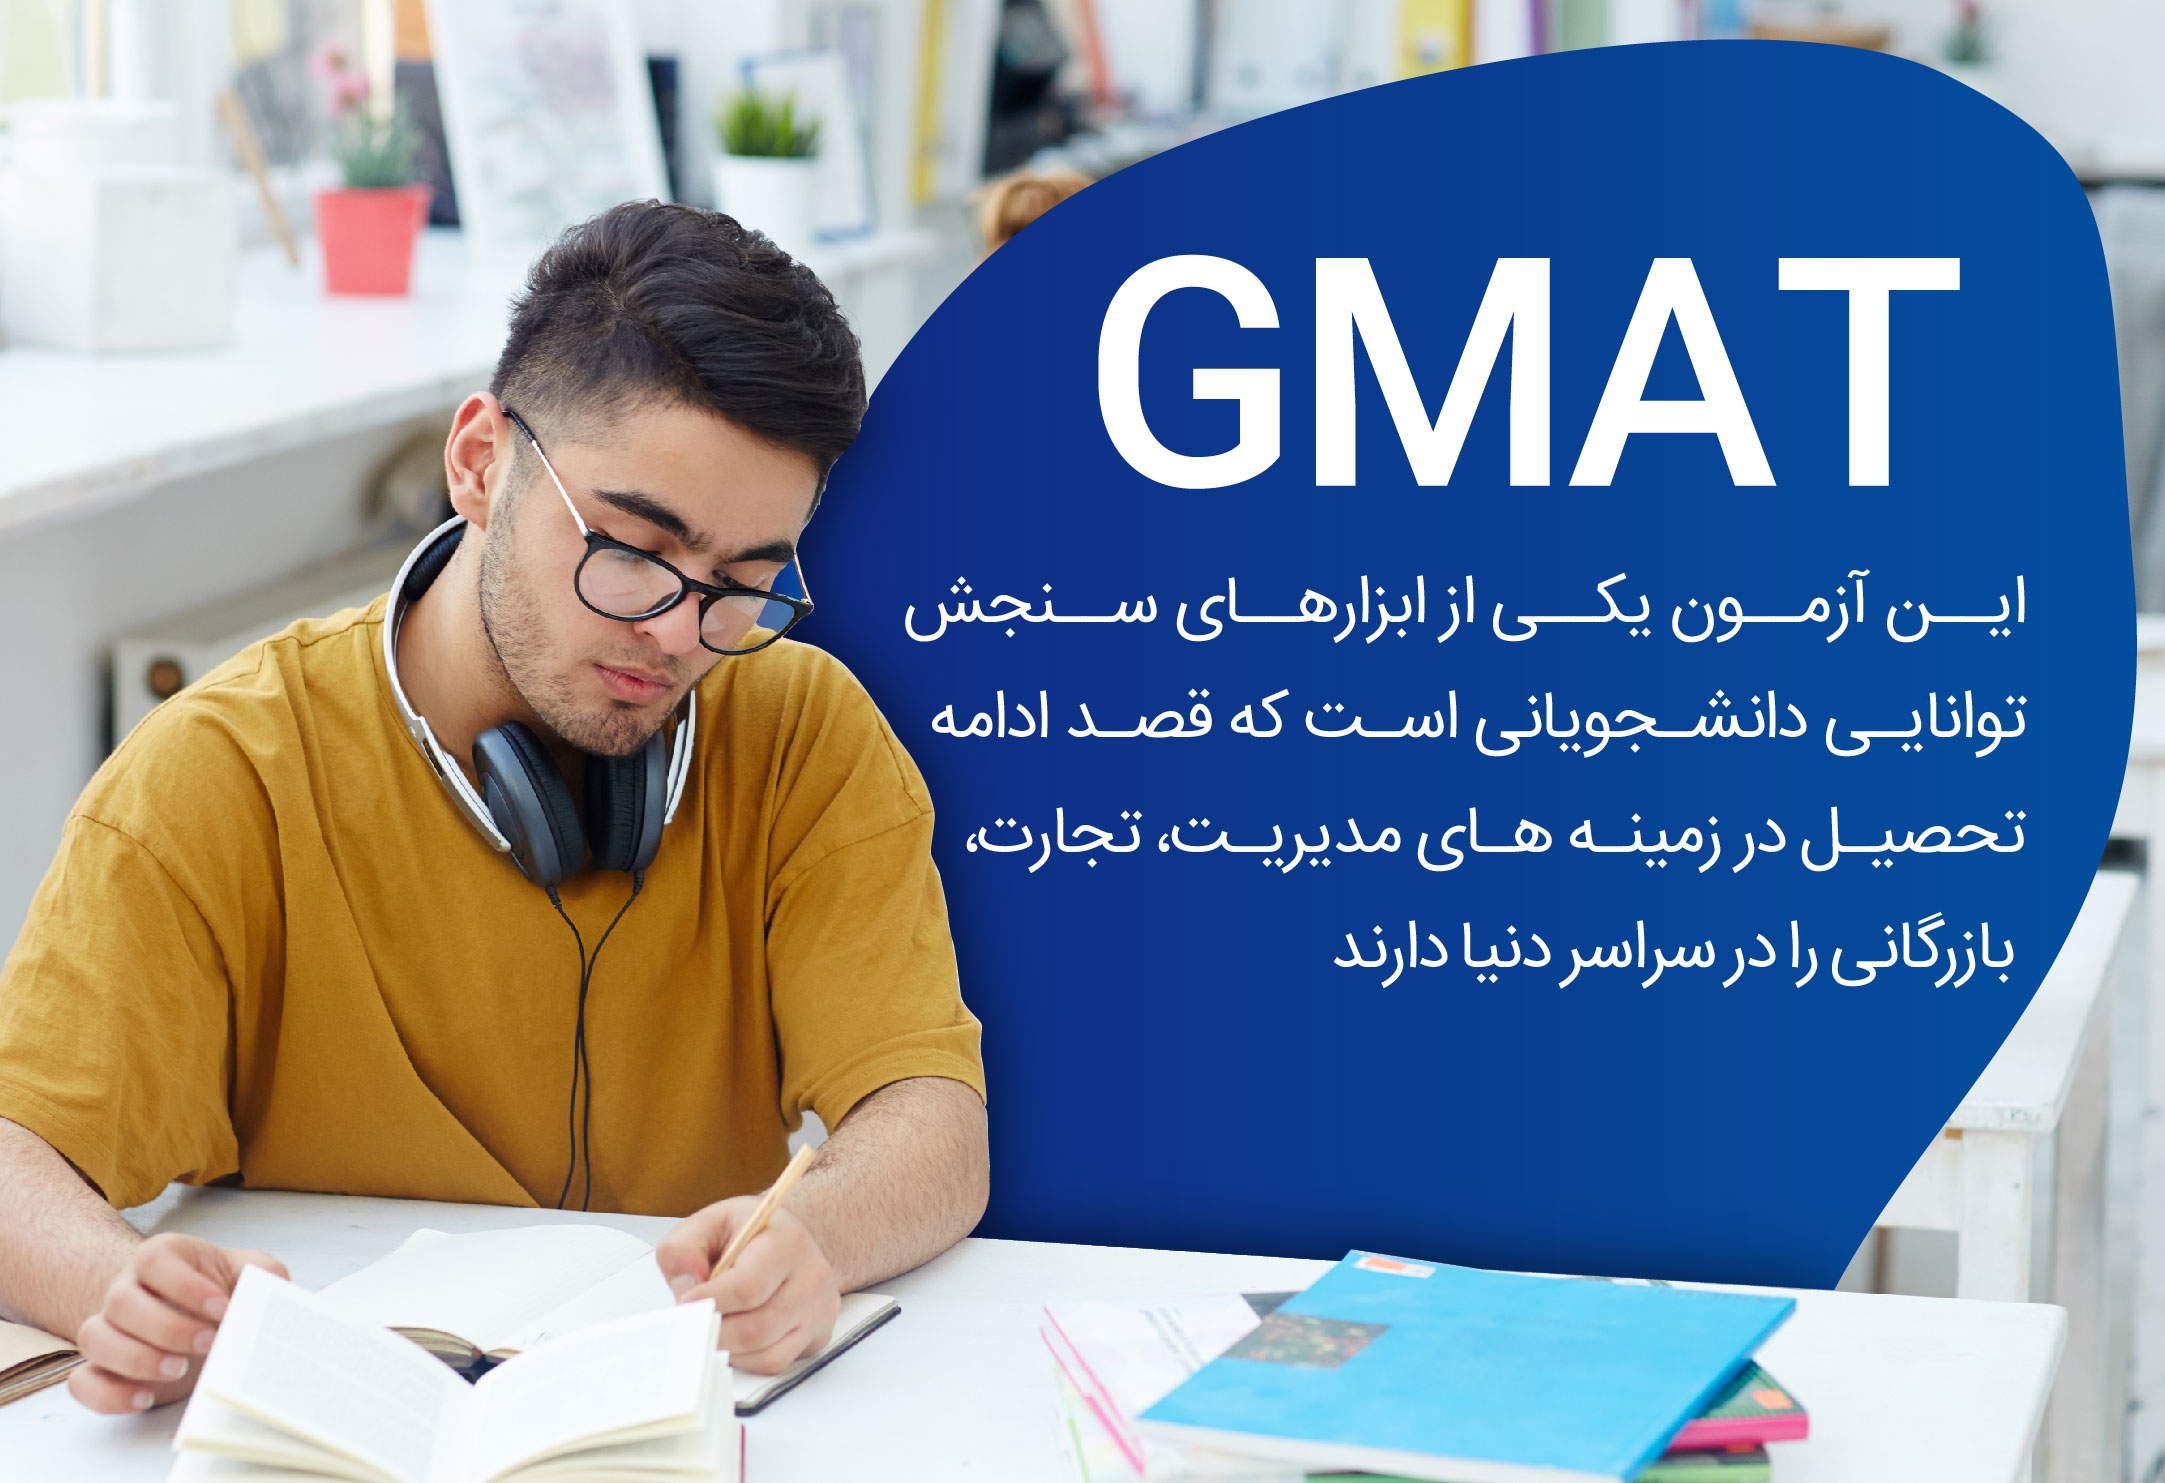 GMAT
این آزمون یکی از ابزارهای سنجش
توانایی دانشجویانی است که قصد ادامه
تحصیل در زمینه های مدیریت، تجارت،
بازرگانی را در سراسر دنیا دارند